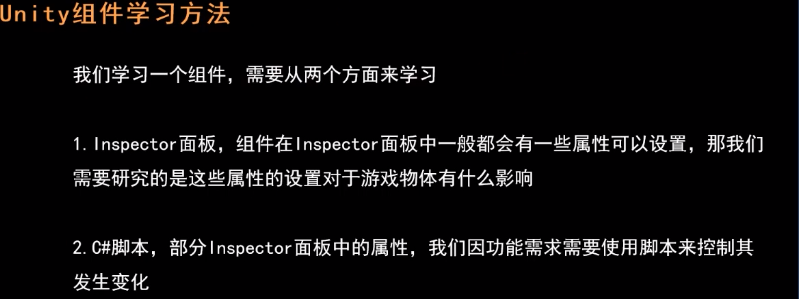 Unity组件学习方法
我们学习一个组件，需要从两个方面来学习
1.Inspector面板，组件在Inspector面板中一般都会有一些属性可以设置，那我们
需要研究的是这些属性的设置对于游戏物体有什么影响
2.C#脚本，部分Inspector面板中的属性，我们因功能需求需要使用脚本来控制其
发生变化